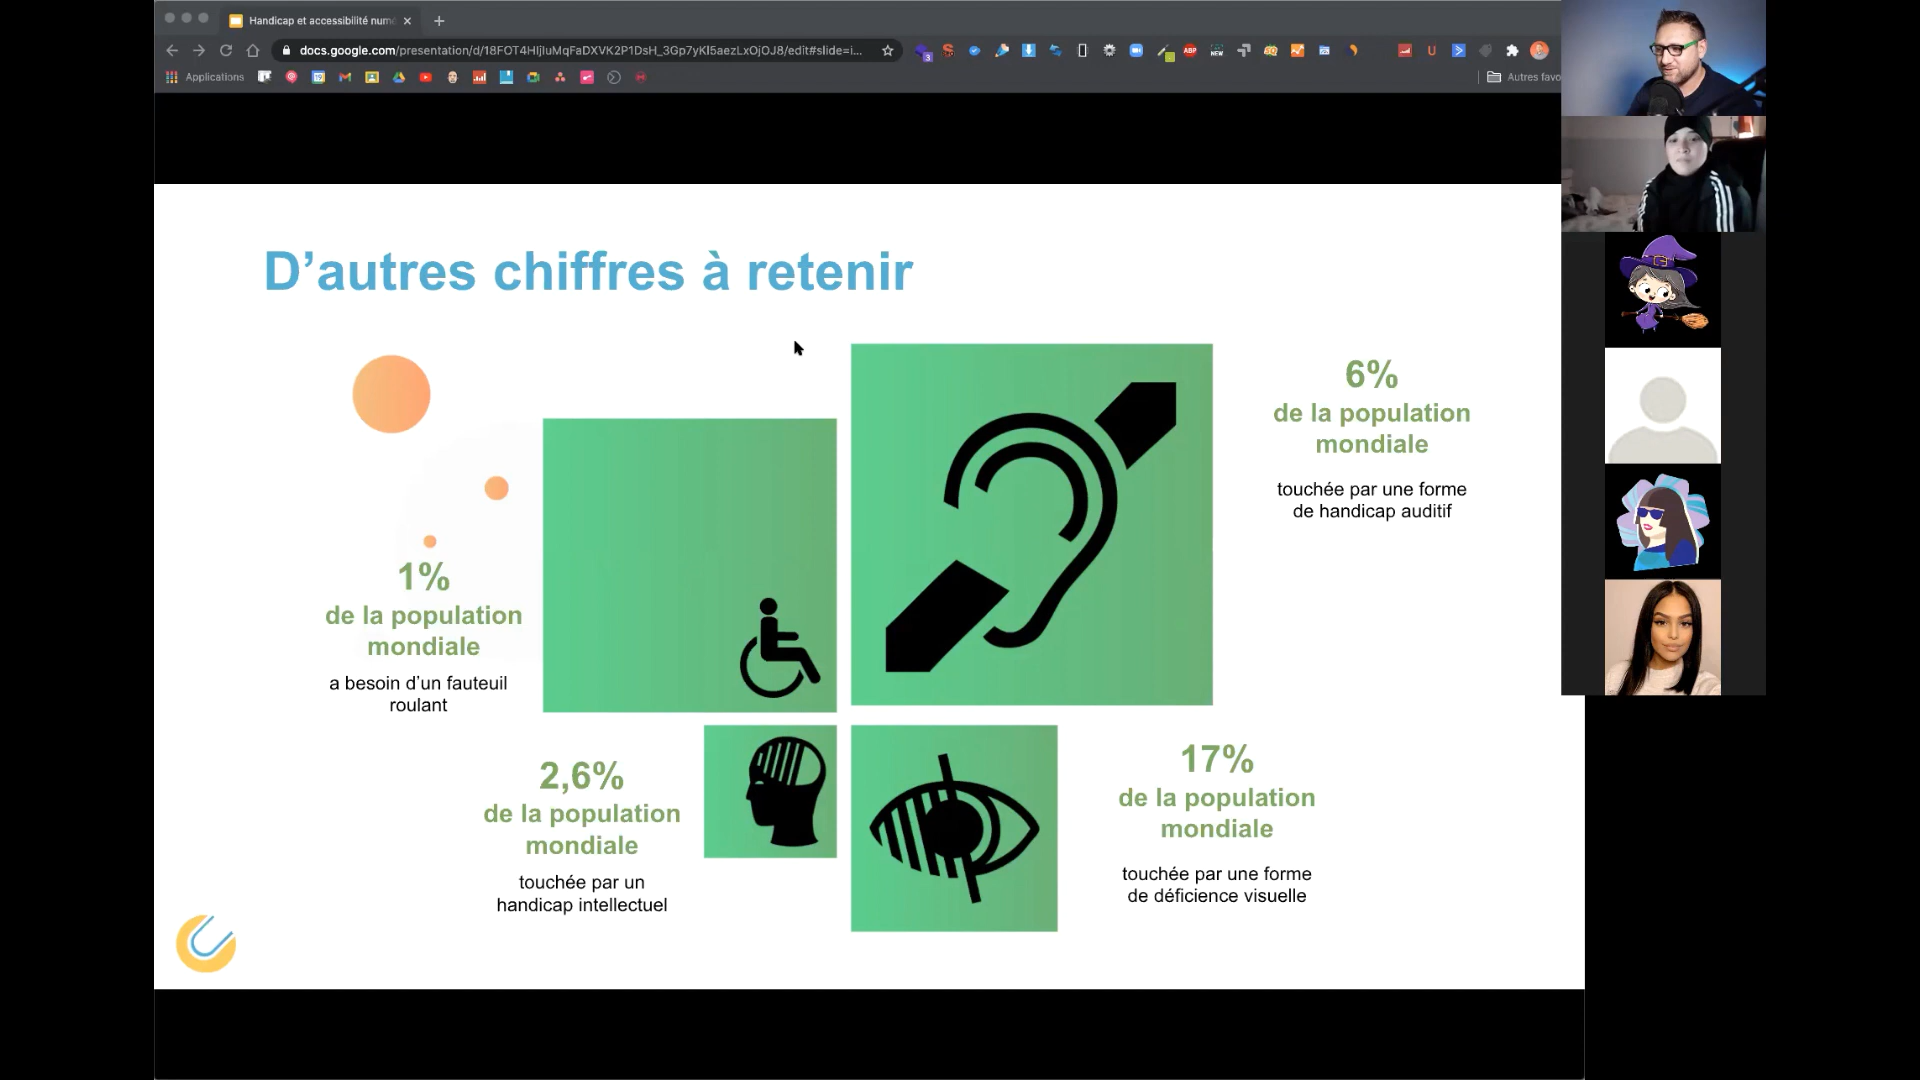 Handicap et accessibilité num
docs.google.com/presentation/d/18FOT4HIjIuMqFaDXVK2P1DsH_3Gp7yKI5aezLxOjOJ8/edit#slide=i...
Applications
Autres favo
D’autres chiffres à retenir
6%
de la population
mondiale
touchée par une forme
de handicap auditif
1%
de la population
mondiale
a besoin d’un fauteuil
roulant
2,6%
de la population
mondiale
touchée par un
handicap intellectuel
17%
de la population
mondiale
touchée par une forme
de déficience visuelle